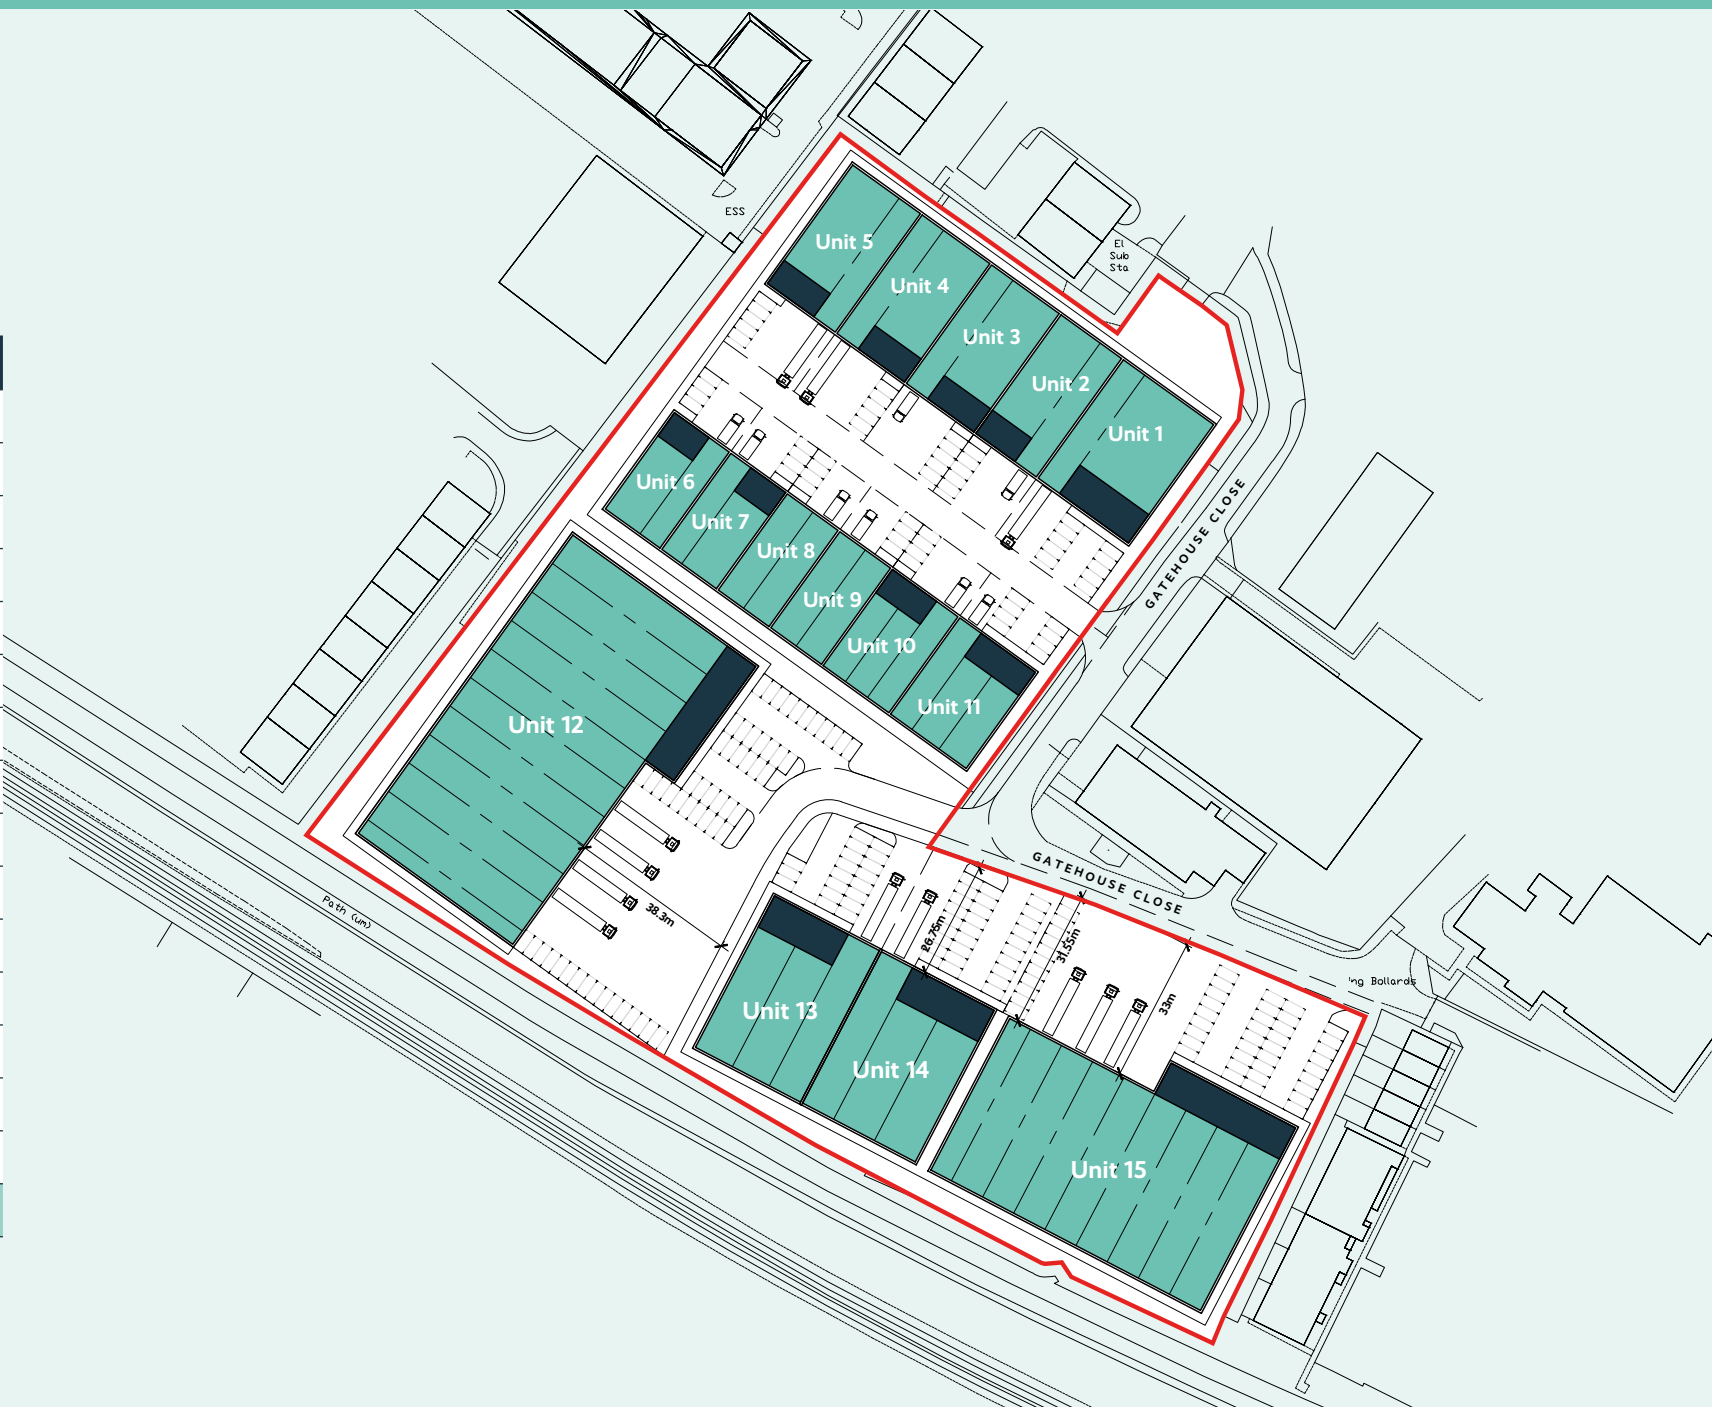 ESS
El
Sub
Sta
Unit 5
Unit 4
Unit 3
Unit 2
Unit 1
Unit 6
Unit 7
Unit 8
Unit 9
Unit 10
Unit 11
GATEHOUSE CLOSE
Unit 12
38.3m
Path (um)
GATEHOUSE CLOSE
26.75m
31.55m
33m
ing Bollards
Unit 13
Unit 14
Unit 15